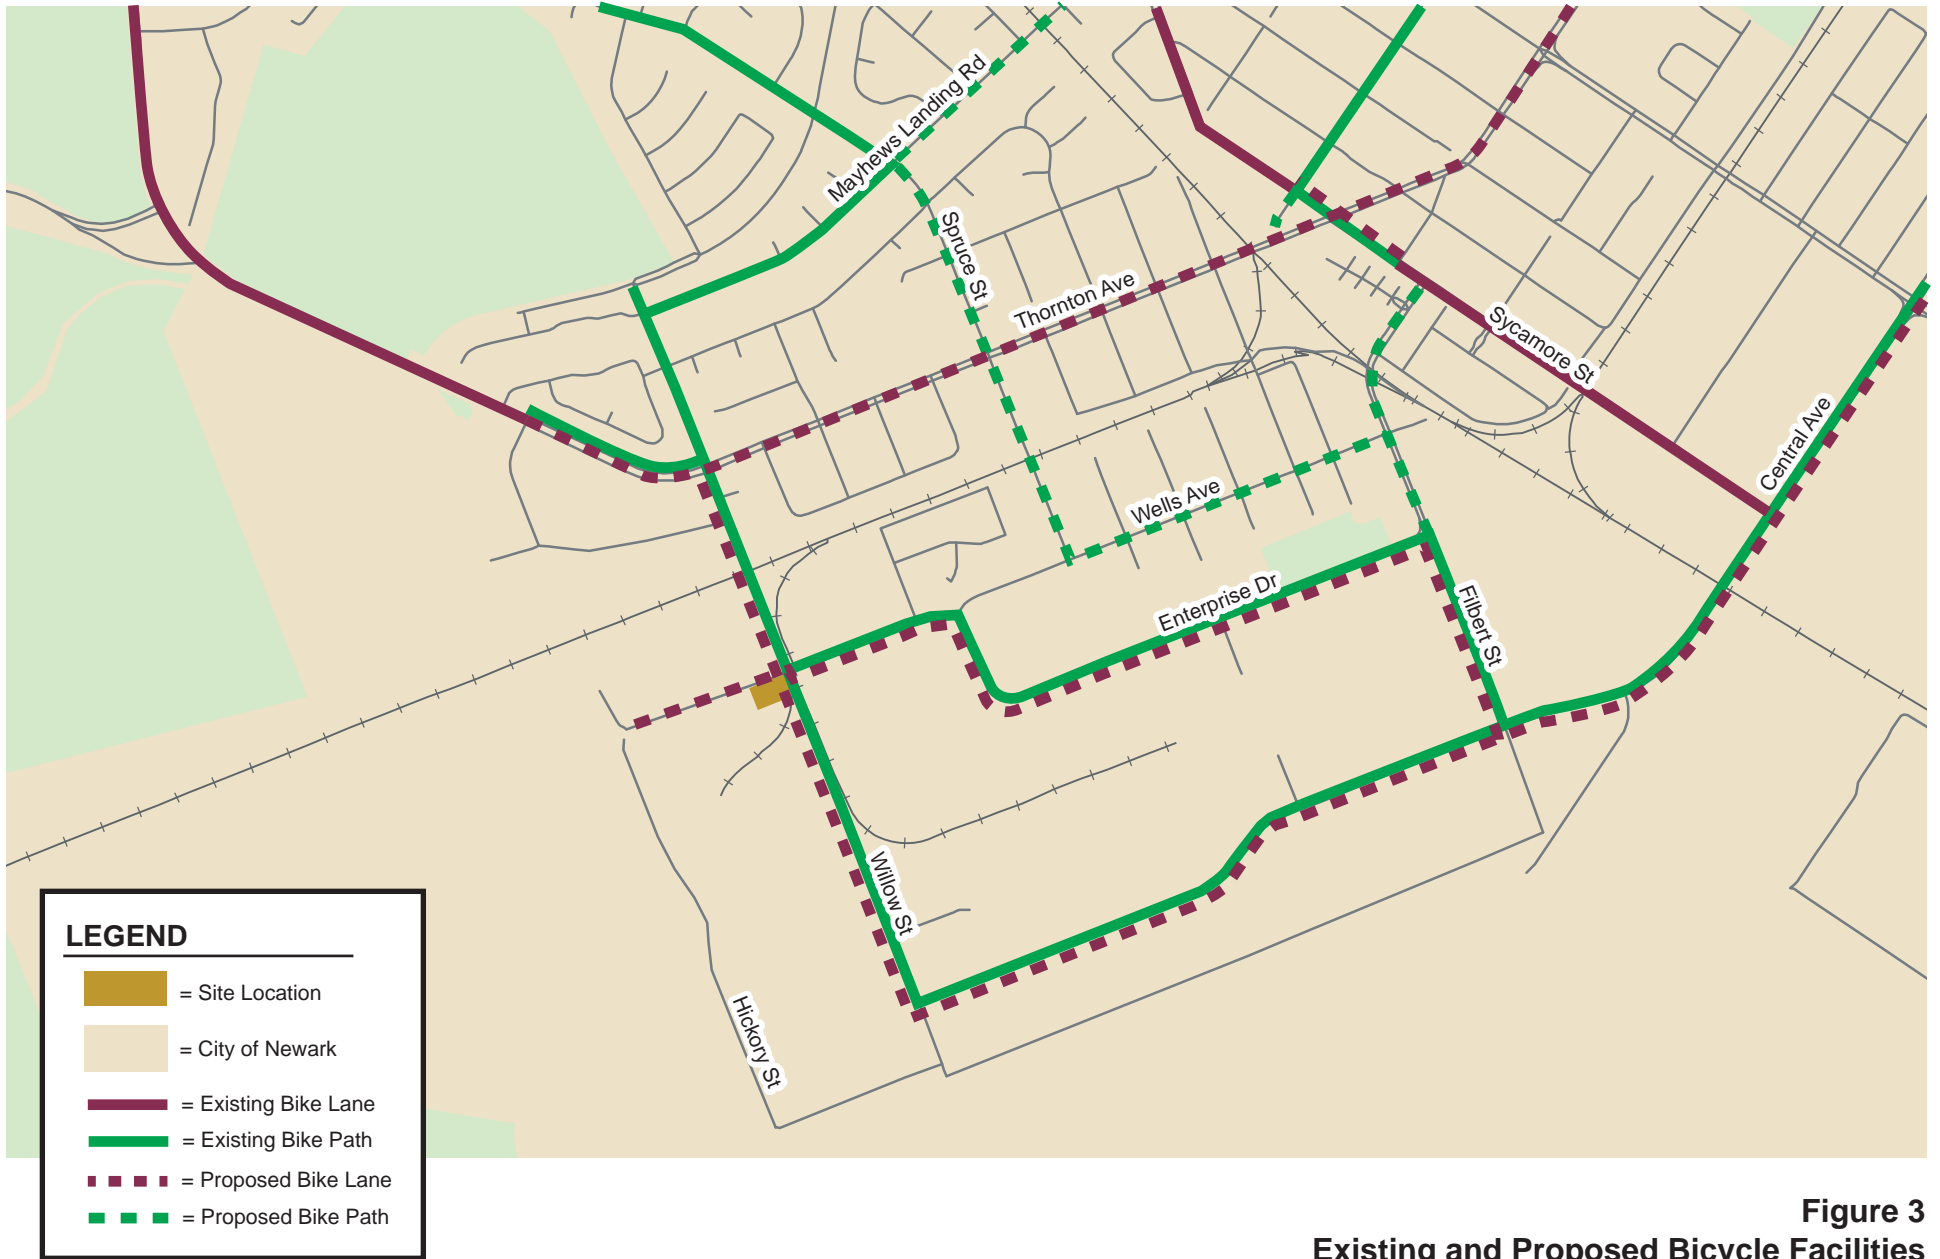 Mayhews Landing Rd
Spruce St
Thornton Ave
Sycamore St
Central Ave
Wells Ave
Enterprise Dr
Filbert St
Willow St
Hickory St
LEGEND
= Site Location
= City of Newark
= Existing Bike Lane
= Existing Bike Path
= Proposed Bike Lane
= Proposed Bike Path
Figure 3
Existing and Proposed Bicycle Facilities